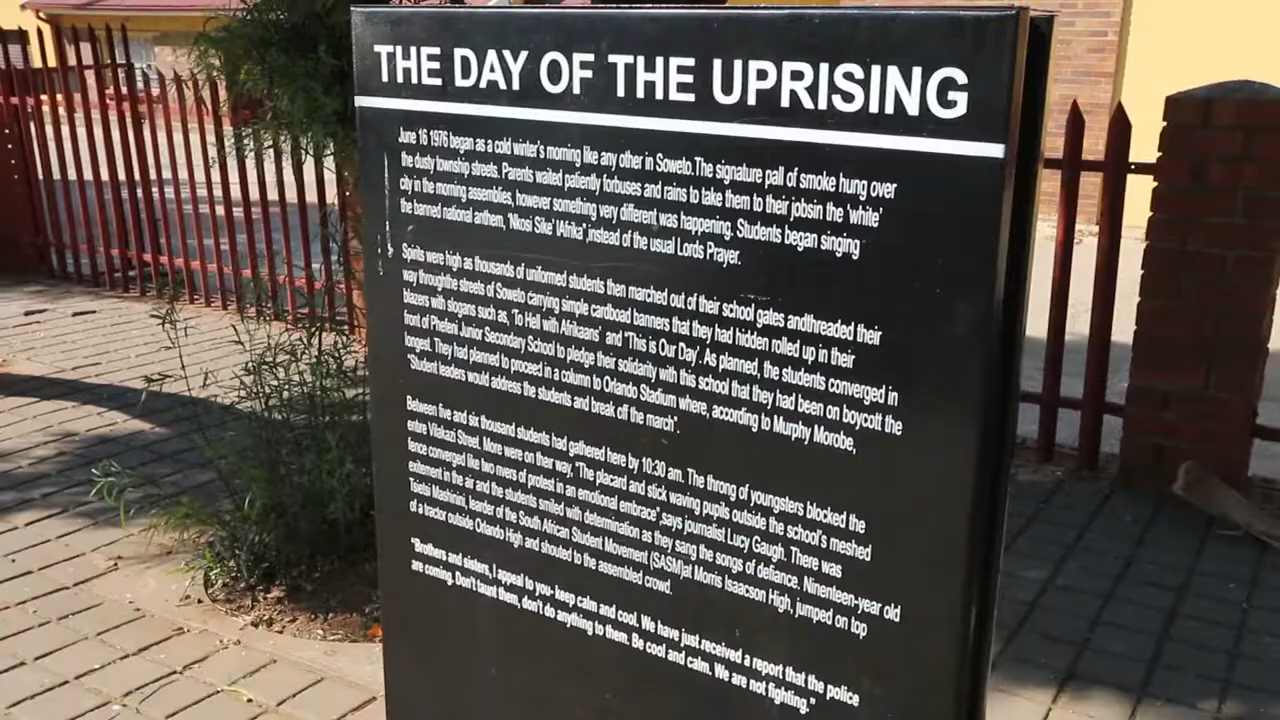 THE DAY OF THE UPRISING
June 16 1976 began as a cold winter's morning like any other in Soweto.The signature pall of smoke hung over
the dusty township streets. Parents waited patiently forbuses and rains to take them to their jobsin the 'white'
city in the morning assemblies, however something very different was happening. Students began singing
the banned national anthem, 'Nkosi Sike' lAfrika",instead of the usual Lords Prayer.
Spirits were high as thousands of uniformed students then marched out of their school gates andthreaded their
way throughthe streets of Soweto carrying simple cardboad banners that they had hidden rolled up in their
blazers with slogans such as, 'To Hell with Afrikaans' and "This is Our Day'. As planned, the students converged in
front of Phefeni Junior Secondary School to pledge their solidarity with this school that they had been on boycott the
longest. They had planned to proceed in a column to Orlando Stadium where, according to Murphy Morobe,
"Student leaders would address the students and break off the march".
Between five and six thousand students had gathered here by 10:30 am. The throng of youngsters blocked the
entire Vilakazi Street. More were on their way. "The placard and stick waving pupils outside the school's meshed
fence converged like two rivers of protest in an emotional embrace",says journalist Lucy Gaugh. There was
exitement in the air and the students smiled with determination as they sang the songs of defiance. Ninenteen-year old
Tsietsi Mashinini, learder of the South African Student Movement (SASM)at Morris Isaacson High, jumped on top
of a tractor outside Orlando High and shouted to the assembled crowd.
"Brothers and sisters, I appeal to you- keep calm and cool. We have just received a report that the police
are coming. Don't taunt them, don't do anything to them. Be cool and calm. We are not fighting."